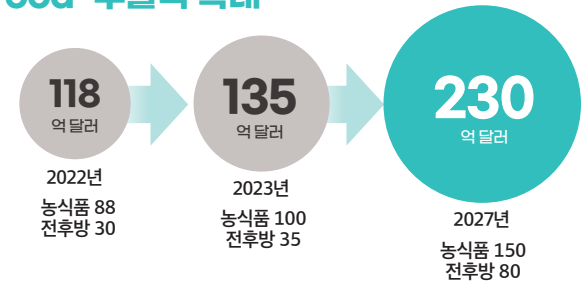 118
억 달러
2022년
농식품 88
전후방 30
135
억 달러
2023년
농식품 100
전후방 35
230
억 달러
2027년
농식품 150
전후방 80